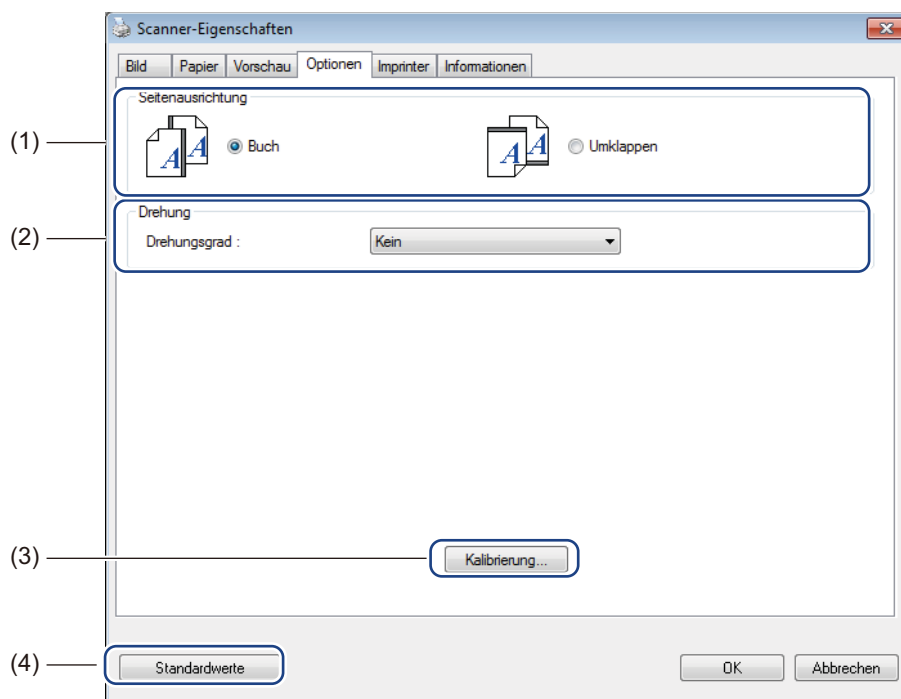 Scanner-Eigenschaften
Bild Papier Vorschau Optionen Imprinter Informationen
Seitenausrichtung
(1)
A A Buch A A Umklappen
Drehung
(2)
Drehungsgrad : Kein
(3)
Kalibrierung...
(4)
Standardwerte OK Abbrechen